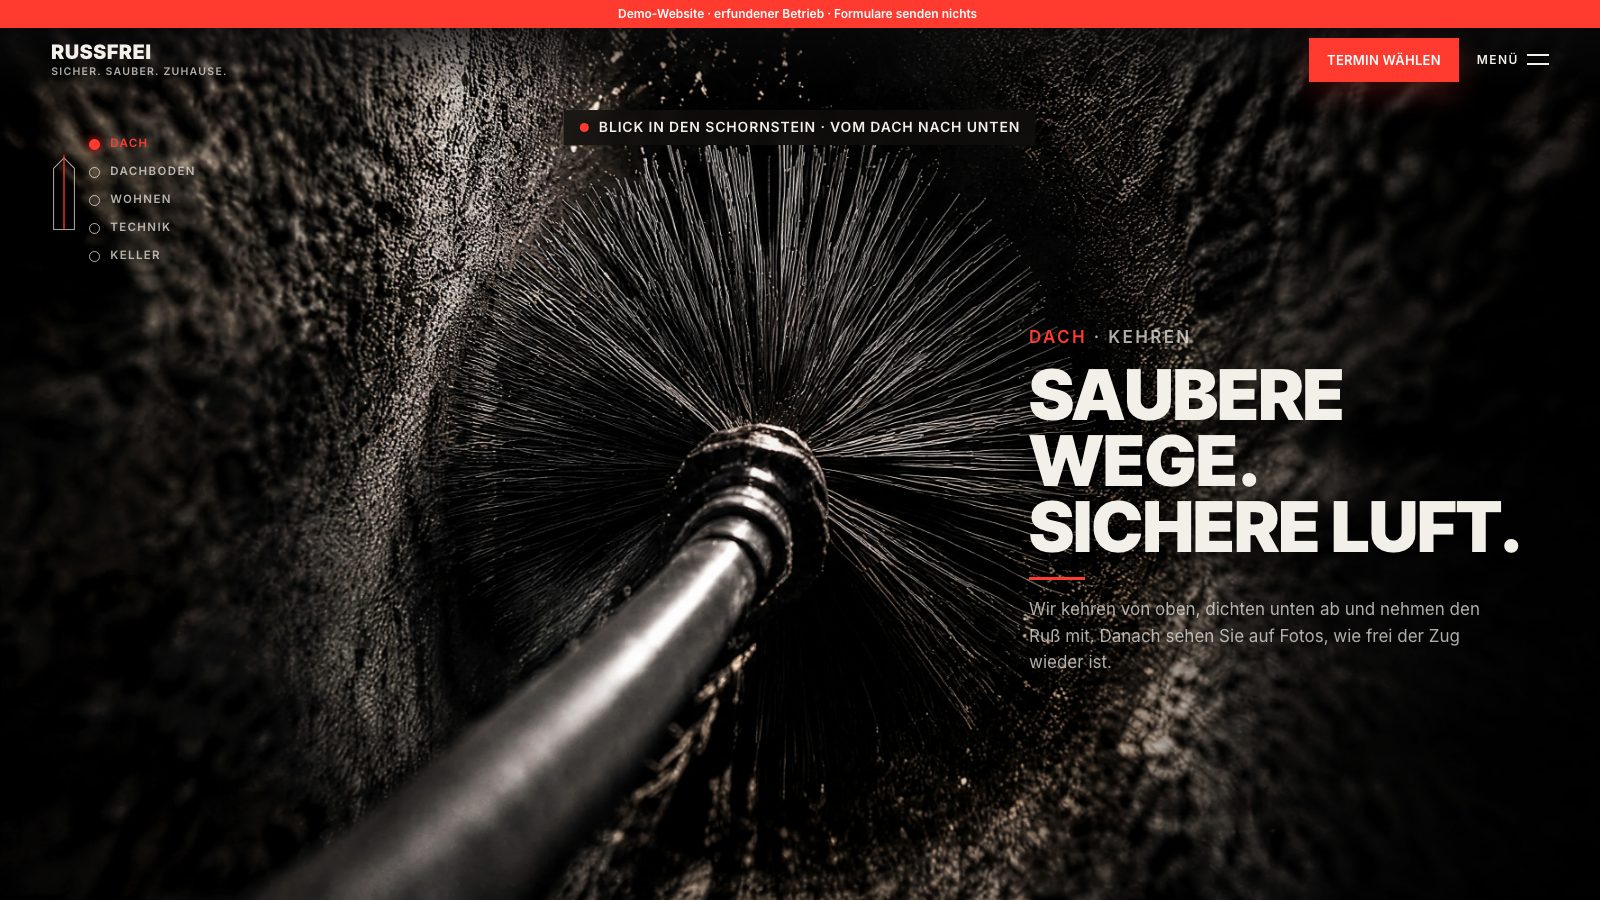 Demo-Website · erfundener Betrieb · Formulare senden nichts
RUSSFREI
SICHER. SAUBER. ZUHAUSE.
TERMIN WÄHLEN
MENÜ
BLICK IN DEN SCHORNSTEIN · VOM DACH NACH UNTEN
DACH
DACHBODEN
WOHNEN
TECHNIK
KELLER
DACH · KEHREN
SAUBERE
WEGE.
SICHERE LUFT.
Wir kehren von oben, dichten unten ab und nehmen den
Ruß mit. Danach sehen Sie auf Fotos, wie frei der Zug
wieder ist.